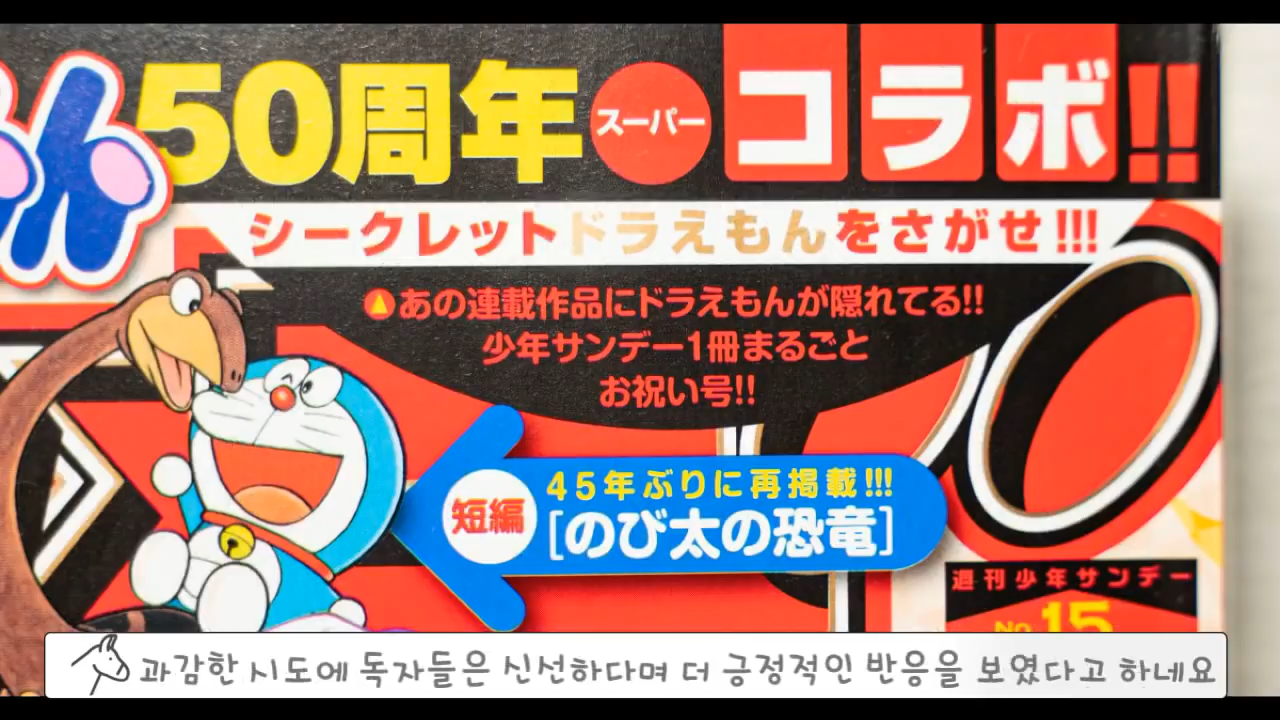 50周年スーパーコラボ!!
シークレットドラえもんをさがせ!!!
あの連載作品にドラえもんが隠れてる!!
少年サンデー1冊まるごと
お祝い号!!
45年ぶりに再掲載!!!
短編[のび太の恐竜]
週刊少年サンデー
No.15
과감한 시도에 독자들은 신선하다며 더 긍정적인 반응을 보였다고 하네요